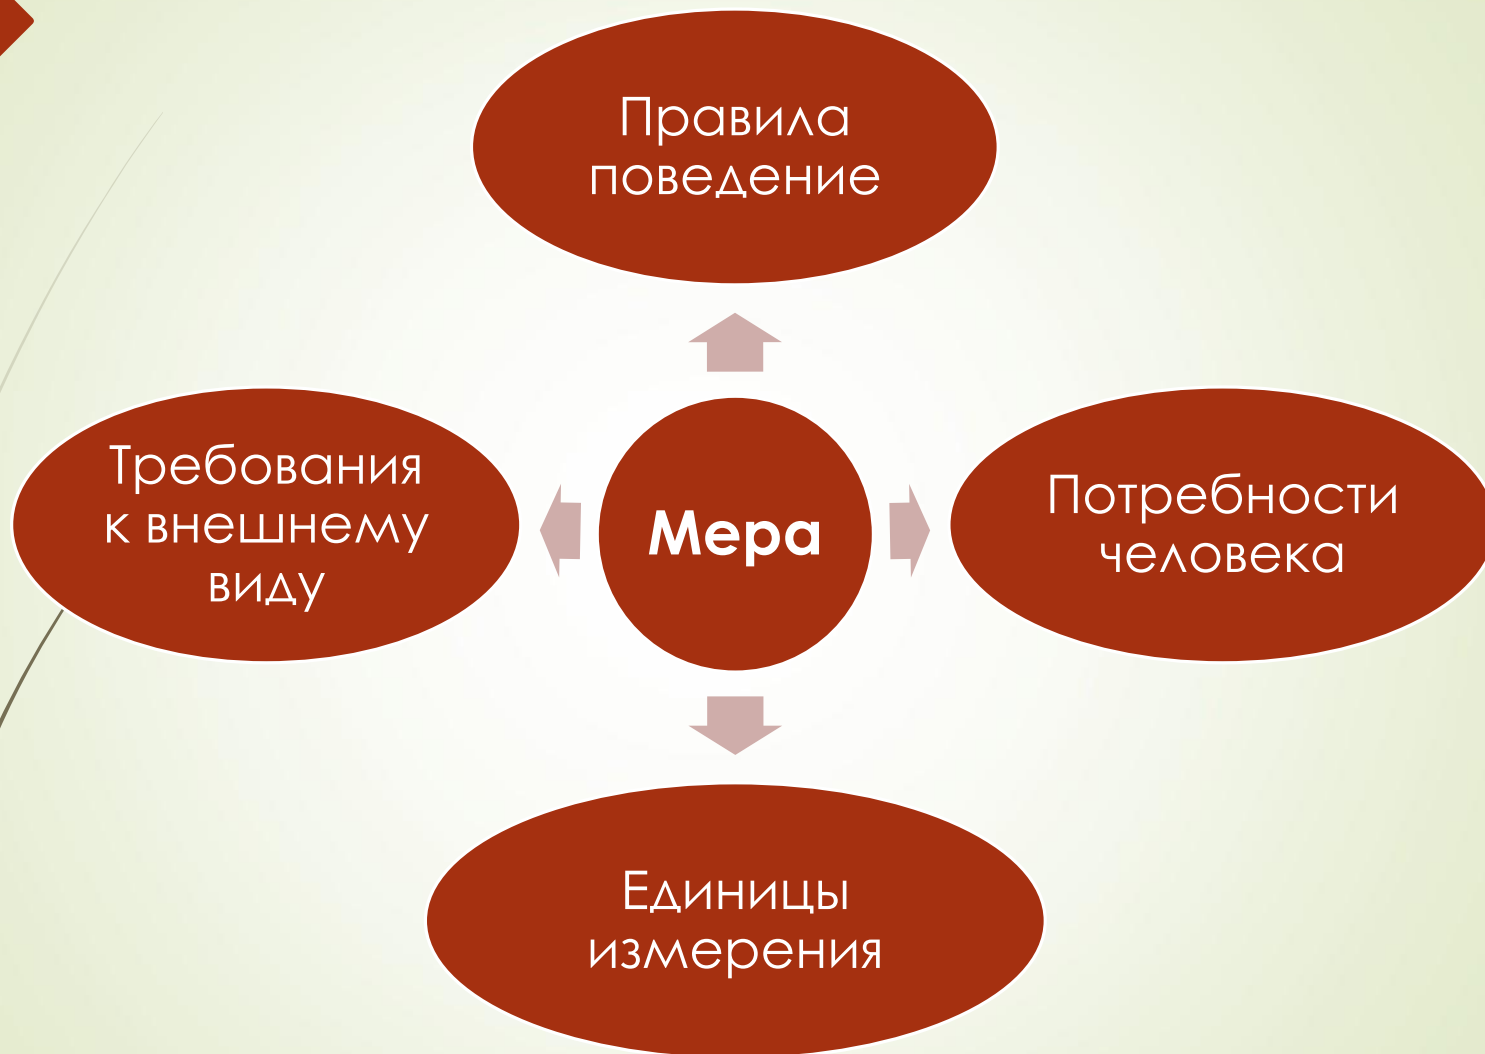 Правила
поведение
Требования
к внешнему
виду
Мера
Потребности
человека
Единицы
измерения